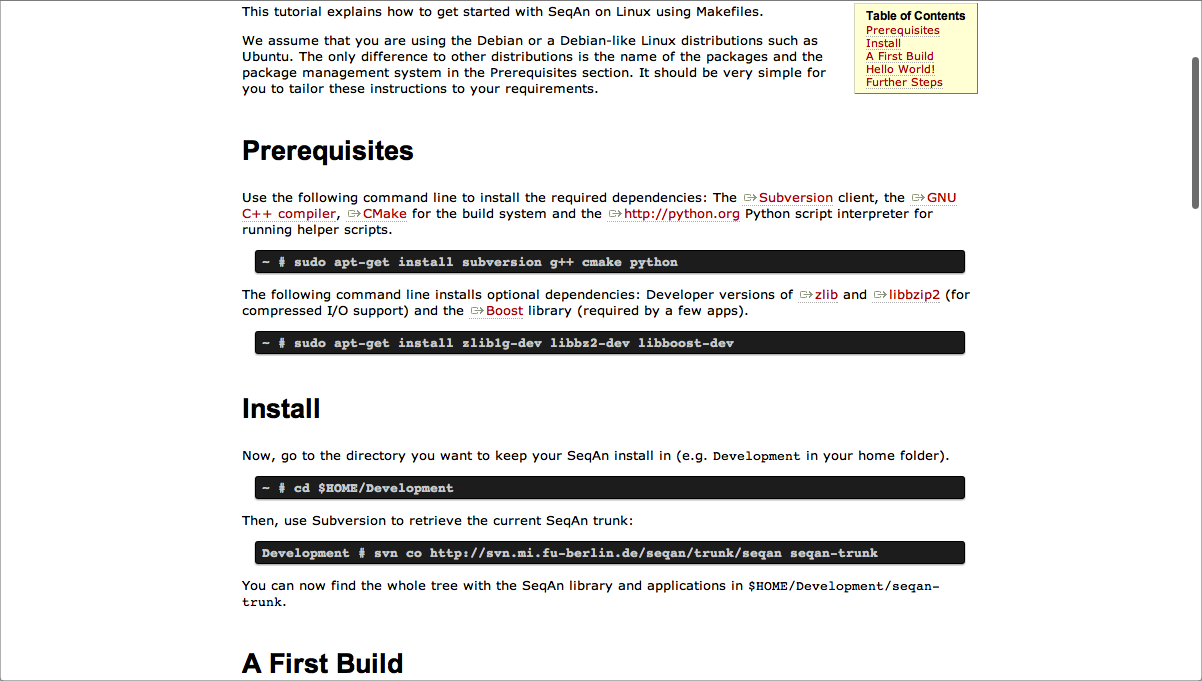 This tutorial explains how to get started with SeqAn on Linux using Makefiles.
We assume that you are using the Debian or a Debian-like Linux distributions such as
Ubuntu. The only difference to other distributions is the name of the packages and the
package management system in the Prerequisites section. It should be very simple for
you to tailor these instructions to your requirements.
Table of Contents
Prerequisites
Install
A First Build
Hello World!
Further Steps
Prerequisites
Use the following command line to install the required dependencies: The Subversion client, the GNU
C++ compiler, CMake for the build system and the http://python.org Python script interpreter for
running helper scripts.
~ # sudo apt-get install subversion g++ cmake python
The following command line installs optional dependencies: Developer versions of zlib and libbzip2 (for
compressed I/O support) and the Boost library (required by a few apps).
~ # sudo apt-get install zlib1g-dev libbz2-dev libboost-dev
Install
Now, go to the directory you want to keep your SeqAn install in (e.g. Development in your home folder).
~ # cd $HOME/Development
Then, use Subversion to retrieve the current SeqAn trunk:
Development # svn co http://svn.mi.fu-berlin.de/seqan/trunk/seqan seqan-trunk
You can now find the whole tree with the SeqAn library and applications in $HOME/Development/seqan-
trunk.
A First Build